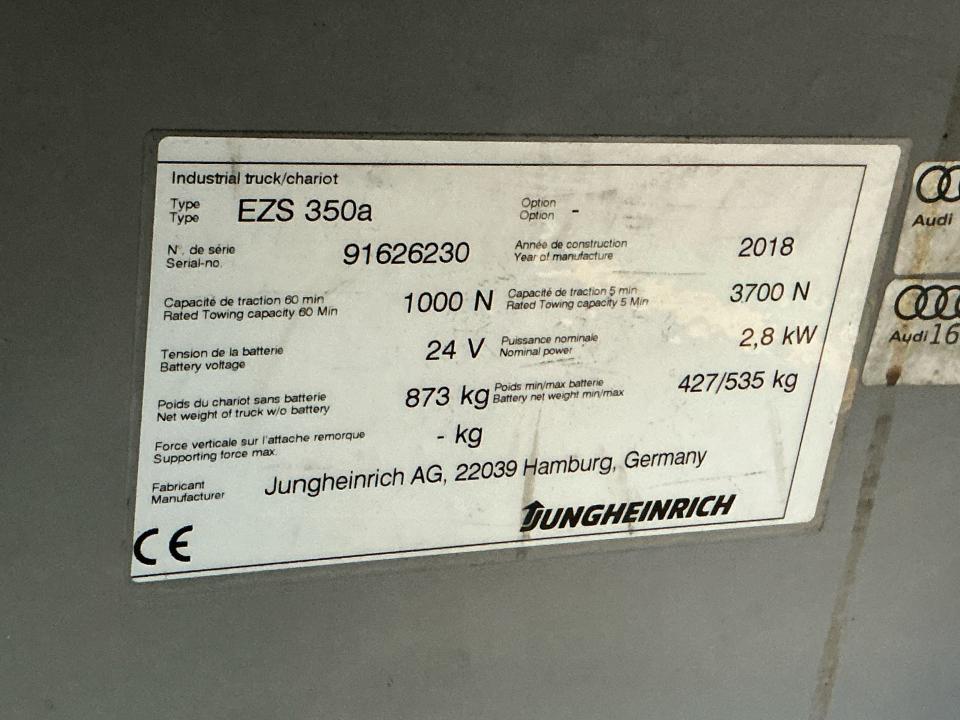 Industrial truck/chariot
Type
Type
EZS 350a
Option
Option
-
N°. de série
Serial-no.
91626230
Année de construction
Year of manufacture
2018
Capacité de traction 60 min
Rated Towing capacity 60 Min
1000 N
Capacité de traction 5 min
Rated Towing capacity 5 Min
3700 N
Tension de la batterie
Battery voltage
24 V
Puissance nominale
Nominal power
2,8 kW
Poids du chariot sans batterie
Net weight of truck w/o battery
873 kg
Poids min/max batterie
Battery net weight min/max
427/535 kg
Force verticale sur l'attache remorque
Supporting force max.
- kg
Fabricant
Manufacturer
Jungheinrich AG, 22039 Hamburg, Germany
JUNGHEINRICH
CE
Audi
Audi 16